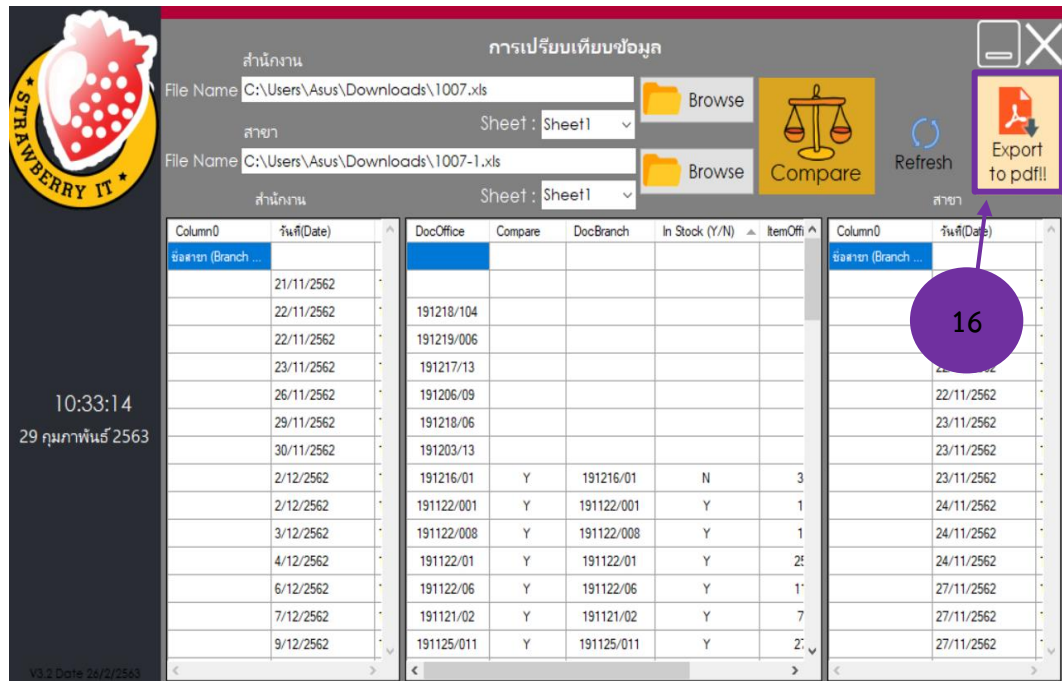 STRAWBERRY IT
10:33:14
29 กุมภาพันธ์ 2563
V3.2 Date 26/2/2563
การเปรียบเทียบข้อมูล
สำนักงาน
File Name C:\Users\Asus\Downloads\1007.xls
Browse
Sheet : Sheet1
สาขา
File Name C:\Users\Asus\Downloads\1007-1.xls
Browse
Sheet : Sheet1
Compare
Refresh
Export
to pdf!!
16
สำนักงาน
Column0 วันที่(Date)
ชื่อสาขา (Branch ...
21/11/2562
22/11/2562
22/11/2562
23/11/2562
26/11/2562
29/11/2562
30/11/2562
2/12/2562
2/12/2562
3/12/2562
4/12/2562
6/12/2562
7/12/2562
9/12/2562
DocOffice Compare DocBranch In Stock (Y/N) ItemOffi
191218/104
191219/006
191217/13
191206/09
191218/06
191203/13
191216/01 Y 191216/01 N 3
191122/001 Y 191122/001 Y 1
191122/008 Y 191122/008 Y 1
191122/01 Y 191122/01 Y
191122/06 Y 191122/06 Y
191121/02 Y 191121/02 Y 7
191125/011 Y 191125/011 Y
สาขา
Column0 วันที่(Date)
ชื่อสาขา (Branch ...
22/11/2562
23/11/2562
23/11/2562
23/11/2562
24/11/2562
24/11/2562
24/11/2562
27/11/2562
27/11/2562
27/11/2562